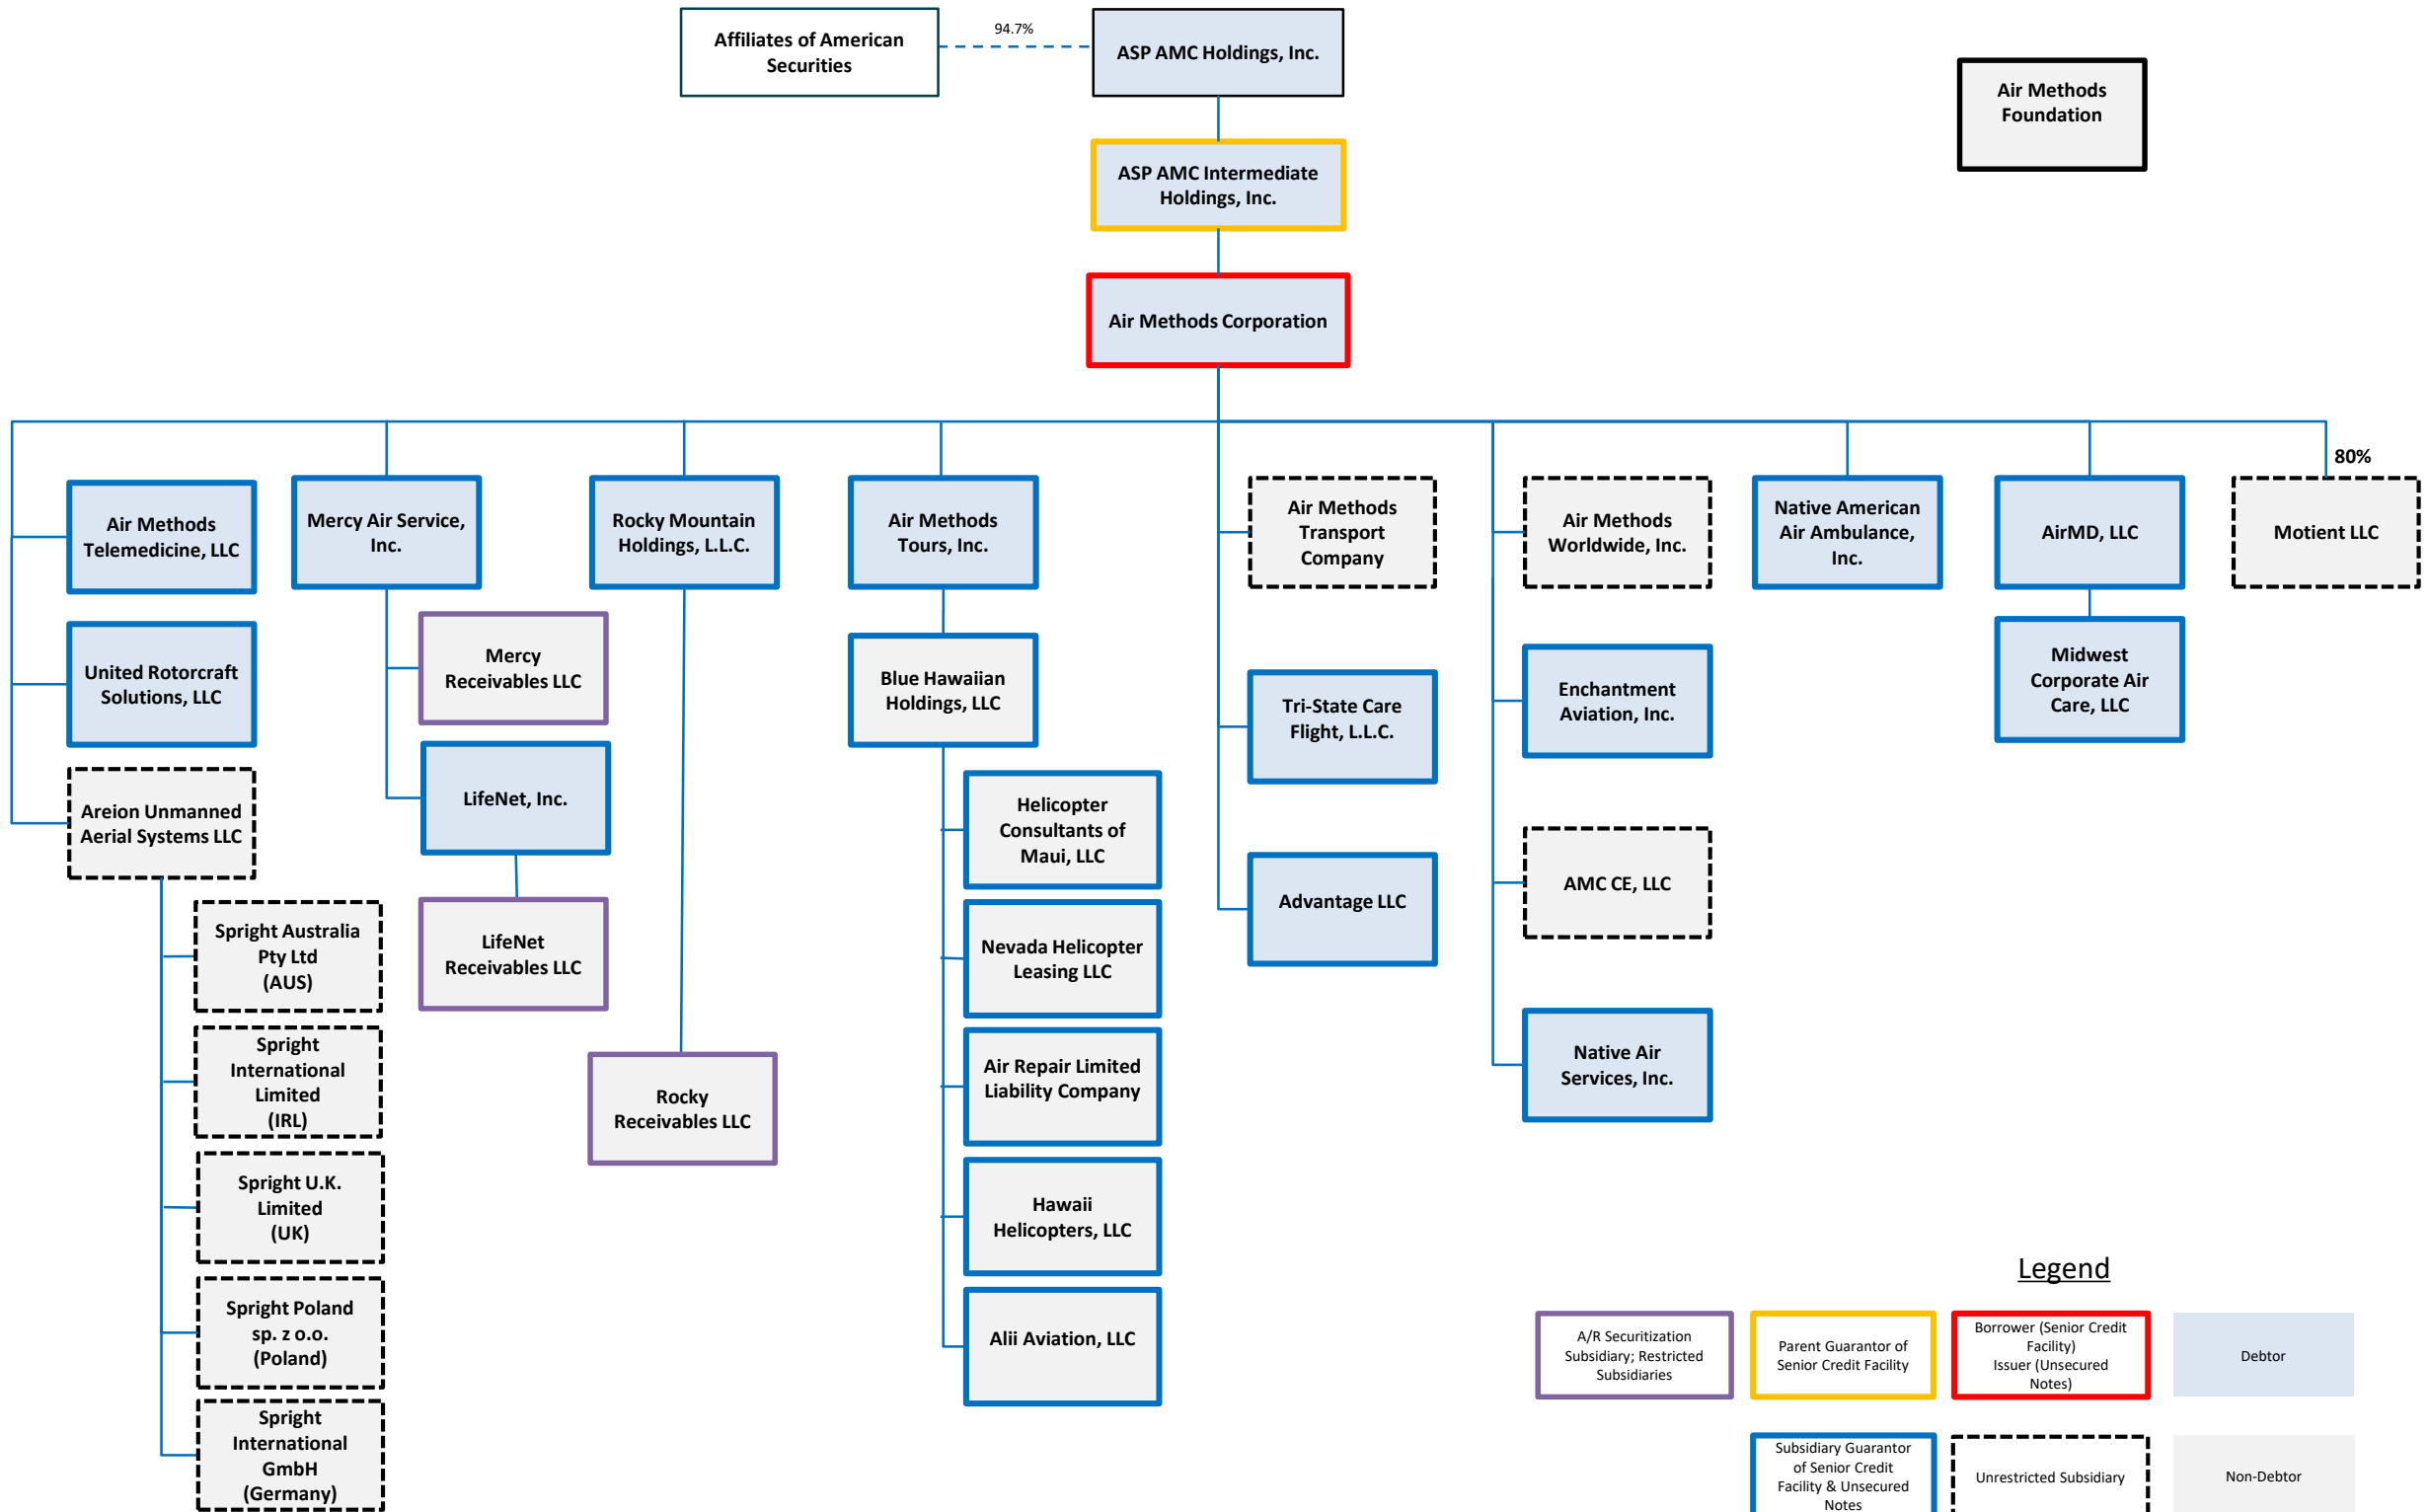 Affiliates of American
Securities
94.7%
ASP AMC Holdings, Inc.
Air Methods
Foundation
ASP AMC Intermediate
Holdings, Inc.
Air Methods Corporation
80%
Air Methods
Telemedicine, LLC
Mercy Air Service,
Inc.
Rocky Mountain
Holdings, L.L.C.
Air Methods
Tours, Inc.
Air Methods
Transport
Company
Air Methods
Worldwide, Inc.
Native American
Air Ambulance,
Inc.
AirMD, LLC
Motient LLC
United Rotorcraft
Solutions, LLC
Mercy
Receivables LLC
Blue Hawaiian
Holdings, LLC
Tri-State Care
Flight, L.L.C.
Enchantment
Aviation, Inc.
Midwest
Corporate Air
Care, LLC
Areion Unmanned
Aerial Systems LLC
LifeNet, Inc.
Helicopter
Consultants of
Maui, LLC
Advantage LLC
AMC CE, LLC
Spright Australia
Pty Ltd
(AUS)
LifeNet
Receivables LLC
Nevada Helicopter
Leasing LLC
Spright
International
Limited
(IRL)
Rocky
Receivables LLC
Air Repair Limited
Liability Company
Native Air
Services, Inc.
Spright U.K.
Limited
(UK)
Hawaii
Helicopters, LLC
Spright Poland
sp. z o.o.
(Poland)
Alii Aviation, LLC
Spright
International
GmbH
(Germany)
Legend
A/R Securitization
Subsidiary; Restricted
Subsidiaries
Parent Guarantor of
Senior Credit Facility
Borrower (Senior Credit
Facility)
Issuer (Unsecured
Notes)
Debtor
Subsidiary Guarantor
of Senior Credit
Facility & Unsecured
Notes
Unrestricted Subsidiary
Non-Debtor